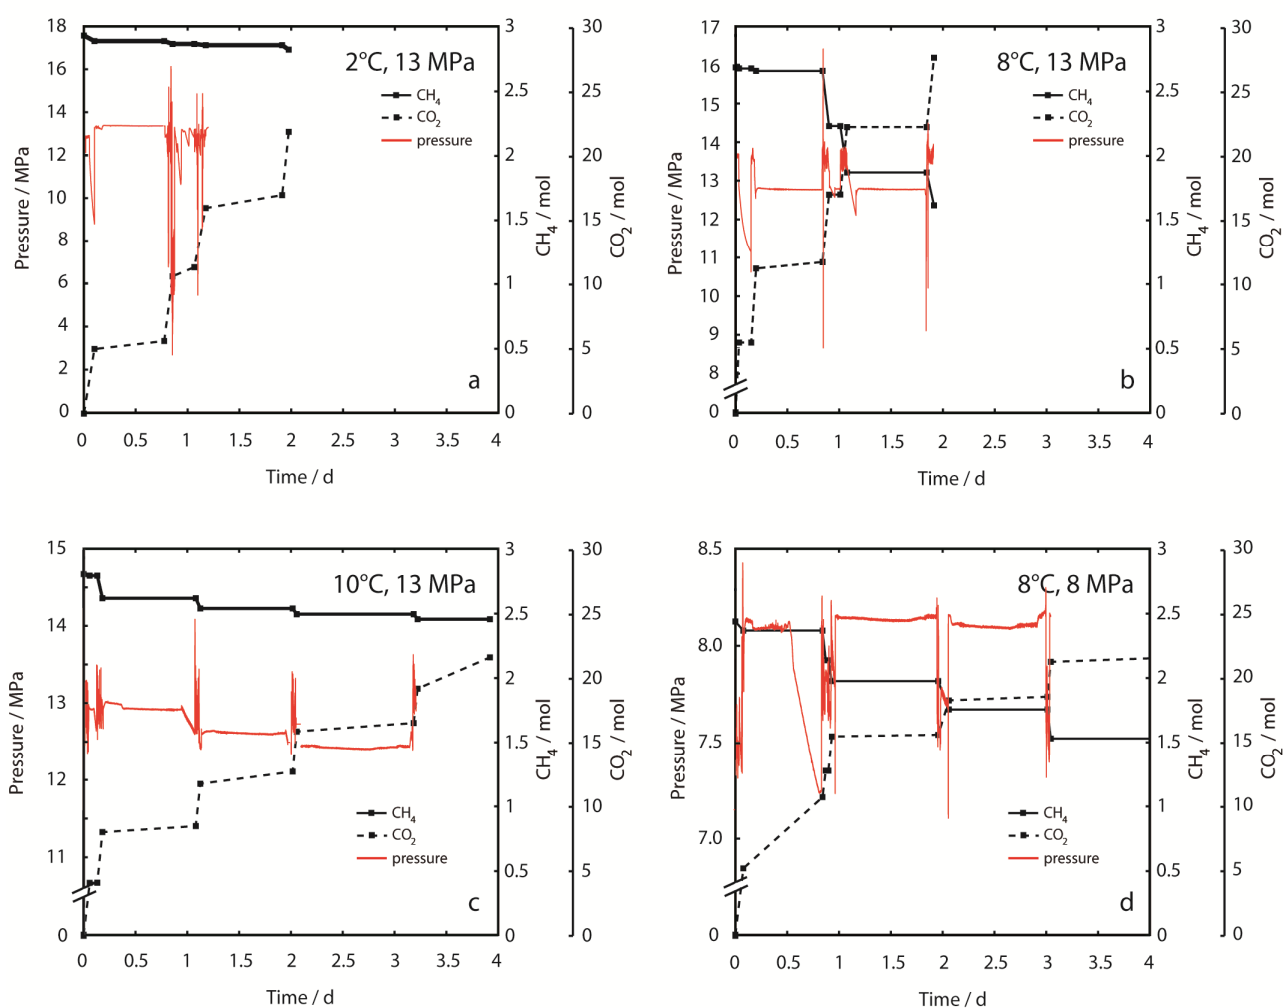 18
16
14
12
10
8
6
4
2
0
Pressure / MPa
2°C, 13 MPa
CH4
CO2
pressure
a
3
2.5
2
1.5
1
0.5
0
CH4 / mol
30
25
20
15
10
5
0
CO2 / mol
0 0.5 1 1.5 2 2.5 3 3.5 4
Time / d
17
16
15
14
13
12
11
10
9
8
0
Pressure / MPa
8°C, 13 MPa
CH4
CO2
pressure
b
3
2.5
2
1.5
1
0.5
0
CH4 / mol
30
25
20
15
10
5
0
CO2 / mol
0 0.5 1 1.5 2 2.5 3 3.5 4
Time / d
15
14
13
12
11
0
Pressure / MPa
10°C, 13 MPa
CH4
CO2
pressure
c
3
2.5
2
1.5
1
0.5
0
CH4 / mol
30
25
20
15
10
5
0
CO2 / mol
0 0.5 1 1.5 2 2.5 3 3.5 4
Time / d
8.5
8.0
7.5
7.0
0
Pressure / MPa
8°C, 8 MPa
CH4
CO2
pressure
d
3
2.5
2
1.5
1
0.5
0
CH4 / mol
30
25
20
15
10
5
0
CO2 / mol
0 0.5 1 1.5 2 2.5 3 3.5 4
Time / d